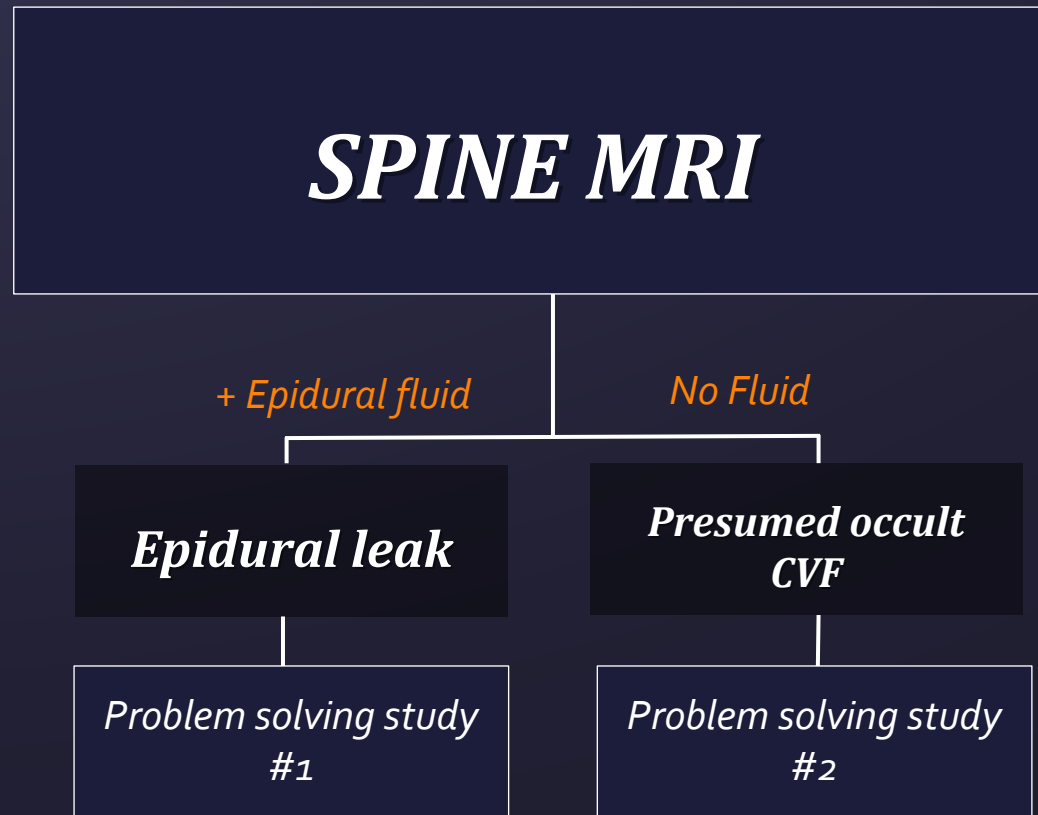 SPINE MRI
+ Epidural fluid
No Fluid
Epidural leak
Presumed occult
CVF
Problem solving study
#1
Problem solving study
#2